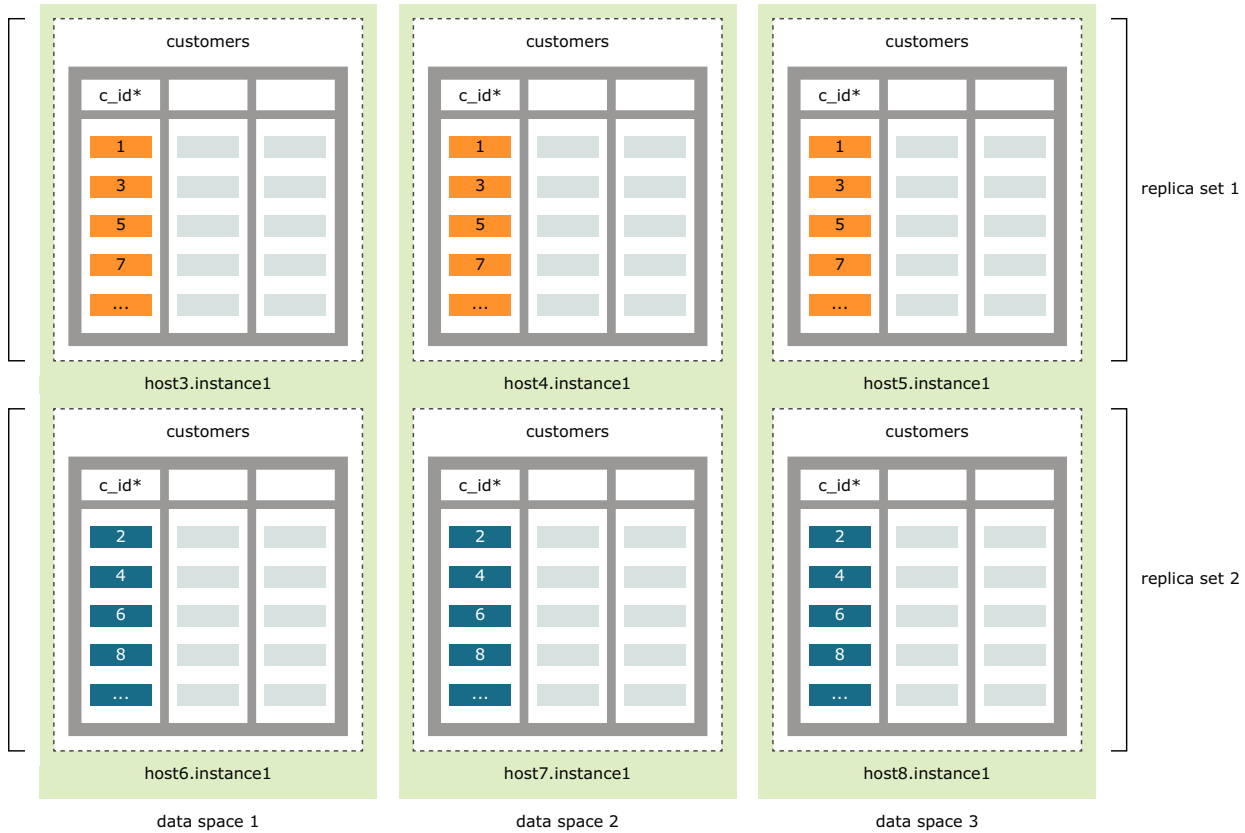 customers customers customers
c_id* c_id* c_id*
1 1 1
3 3 3
replica set 1
5 5 5
7 7 7
... ... ...
host3.instance1 host4.instance1 host5.instance1
customers customers customers
c_id* c_id* c_id*
2 2 2
4 4 4
replica set 2
6 6 6
8 8 8
... ... ...
host6.instance1 host7.instance1 host8.instance1
data space 1 data space 2 data space 3